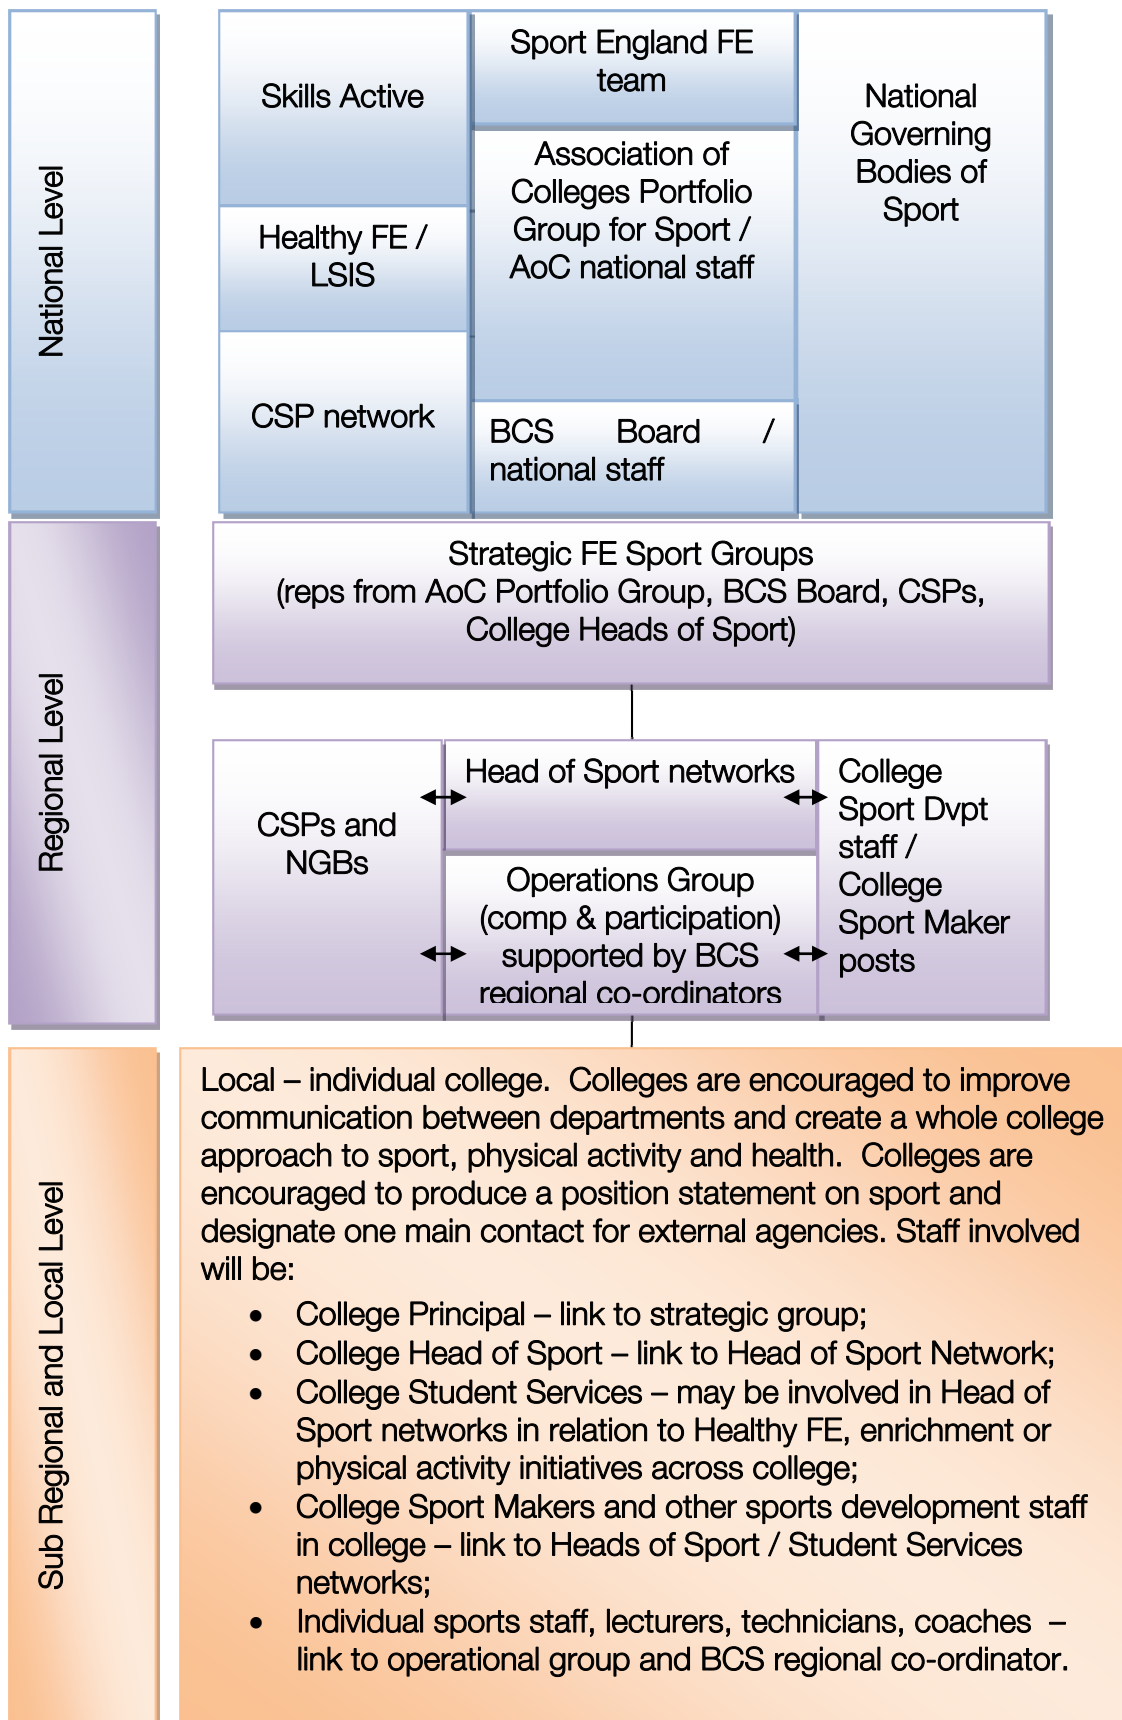 National Level
Skills Active
Healthy FE /
LSIS
CSP network
Sport England FE
team
Association of
Colleges Portfolio
Group for Sport /
AoC national staff
BCS Board /
national staff
National
Governing
Bodies of
Sport
Regional Level
Strategic FE Sport Groups
(reps from AoC Portfolio Group, BCS Board, CSPs,
College Heads of Sport)
CSPs and
NGBs
Head of Sport networks
Operations Group
(comp & participation)
supported by BCS
regional co-ordinators
College
Sport Dvpt
staff /
College
Sport Maker
posts
Sub Regional and Local Level
Local – individual college.  Colleges are encouraged to improve
communication between departments and create a whole college
approach to sport, physical activity and health.  Colleges are
encouraged to produce a position statement on sport and
designate one main contact for external agencies. Staff involved
will be:
• College Principal – link to strategic group;
• College Head of Sport – link to Head of Sport Network;
• College Student Services – may be involved in Head of
Sport networks in relation to Healthy FE, enrichment or
physical activity initiatives across college;
• College Sport Makers and other sports development staff
in college – link to Heads of Sport / Student Services
networks;
• Individual sports staff, lecturers, technicians, coaches  –
link to operational group and BCS regional co-ordinator.